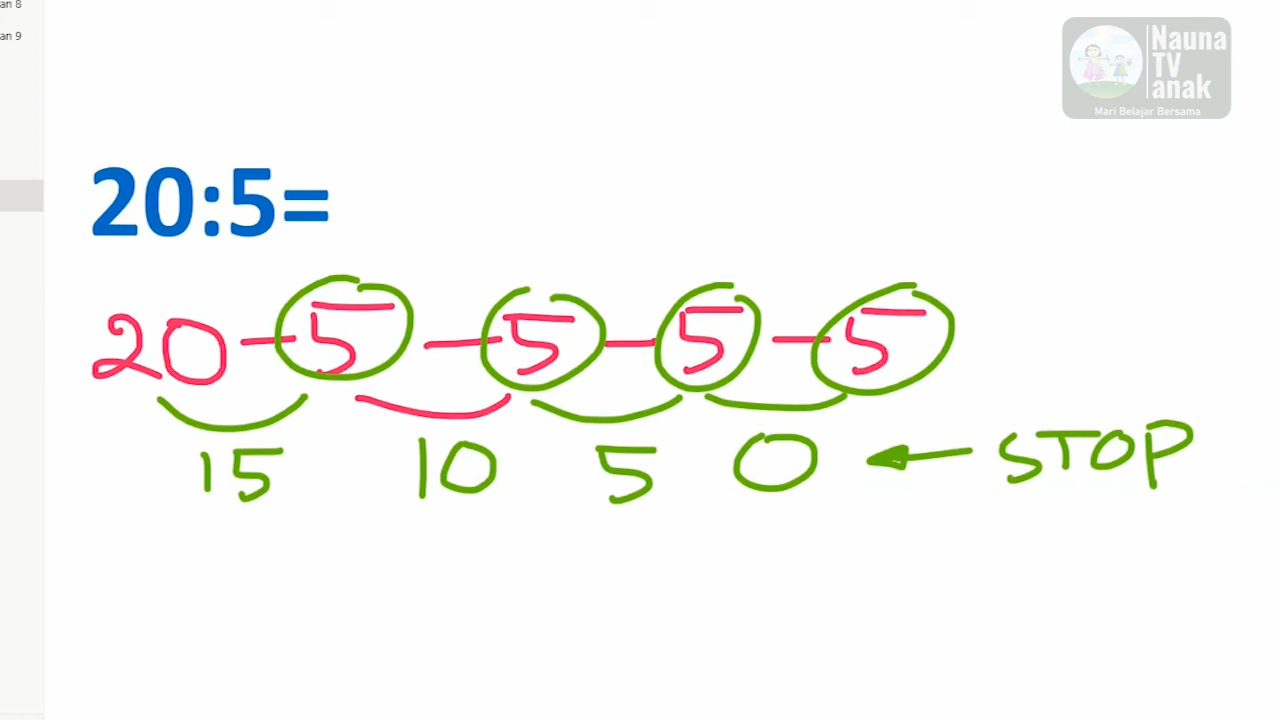 an 8
an 9
Nauna
TV
anak
Mari Belajar Bersama
20:5=
20-5-5-5-5
15 10 5 0 ← STOP